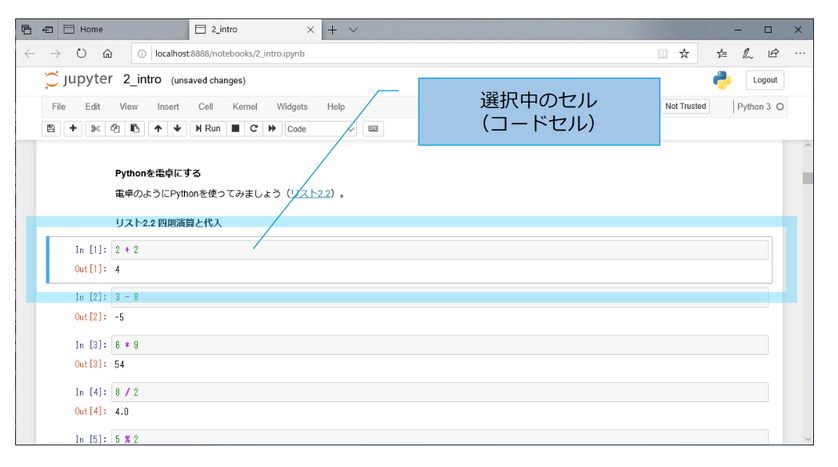 Home
2_intro
localhost:8888/notebooks/2_intro.ipynb
jupyter 2_intro (unsaved changes)
Logout
File Edit View Insert Cell Kernel Widgets Help
Not Trusted
Python 3
Run
Code
選択中のセル
（コードセル）
Pythonを電卓にする
電卓のようにPythonを使ってみましょう（リスト2.2）。
リスト2.2 四則演算と代入
In [1]: 2 + 2
Out[1]: 4
In [2]: 3 - 8
Out[2]: -5
In [3]: 6 * 9
Out[3]: 54
In [4]: 8 / 2
Out[4]: 4.0
In [5]: 5 % 2